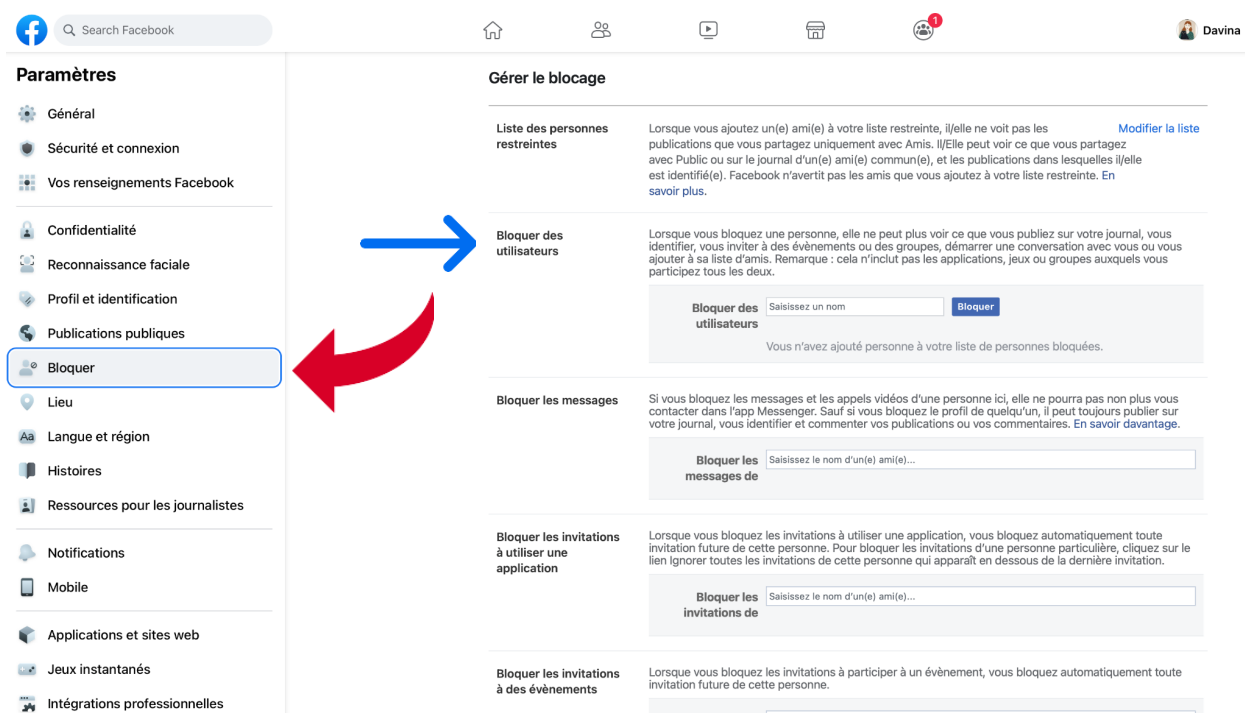 Search Facebook
1
Davina
Paramètres
Général
Sécurité et connexion
Vos renseignements Facebook
Confidentialité
Reconnaissance faciale
Profil et identification
Publications publiques
Bloquer
Lieu
Aa
Langue et région
Histoires
Ressources pour les journalistes
Notifications
Mobile
Applications et sites web
Jeux instantanés
Intégrations professionnelles
Gérer le blocage
Liste des personnes
restreintes
Lorsque vous ajoutez un(e) ami(e) à votre liste restreinte, il/elle ne voit pas les
publications que vous partagez uniquement avec Amis. Il/Elle peut voir ce que vous partagez
avec Public ou sur le journal d'un(e) ami(e) commun(e), et les publications dans lesquelles il/elle
est identifié(e). Facebook n'avertit pas les amis que vous ajoutez à votre liste restreinte. En
savoir plus.
Modifier la liste
Bloquer des
utilisateurs
Lorsque vous bloquez une personne, elle ne peut plus voir ce que vous publiez sur votre journal, vous
identifier, vous inviter à des évènements ou des groupes, démarrer une conversation avec vous ou vous
ajouter à sa liste d'amis. Remarque : cela n'inclut pas les applications, jeux ou groupes auxquels vous
participez tous les deux.
Bloquer des
utilisateurs
Saisissez un nom
Bloquer
Vous n'avez ajouté personne à votre liste de personnes bloquées.
Bloquer les messages
Si vous bloquez les messages et les appels vidéos d'une personne ici, elle ne pourra pas non plus vous
contacter dans l'app Messenger. Sauf si vous bloquez le profil de quelqu'un, il peut toujours publier sur
votre journal, vous identifier et commenter vos publications ou vos commentaires. En savoir davantage.
Bloquer les
messages de
Saisissez le nom d'un(e) ami(e)...
Bloquer les invitations
à utiliser une
application
Lorsque vous bloquez les invitations à utiliser une application, vous bloquez automatiquement toute
invitation future de cette personne. Pour bloquer les invitations d'une personne particulière, cliquez sur le
lien Ignorer toutes les invitations de cette personne qui apparaît en dessous de la dernière invitation.
Bloquer les
invitations de
Saisissez le nom d'un(e) ami(e)...
Bloquer les invitations
à des évènements
Lorsque vous bloquez les invitations à participer à un évènement, vous bloquez automatiquement toute
invitation future de cette personne.